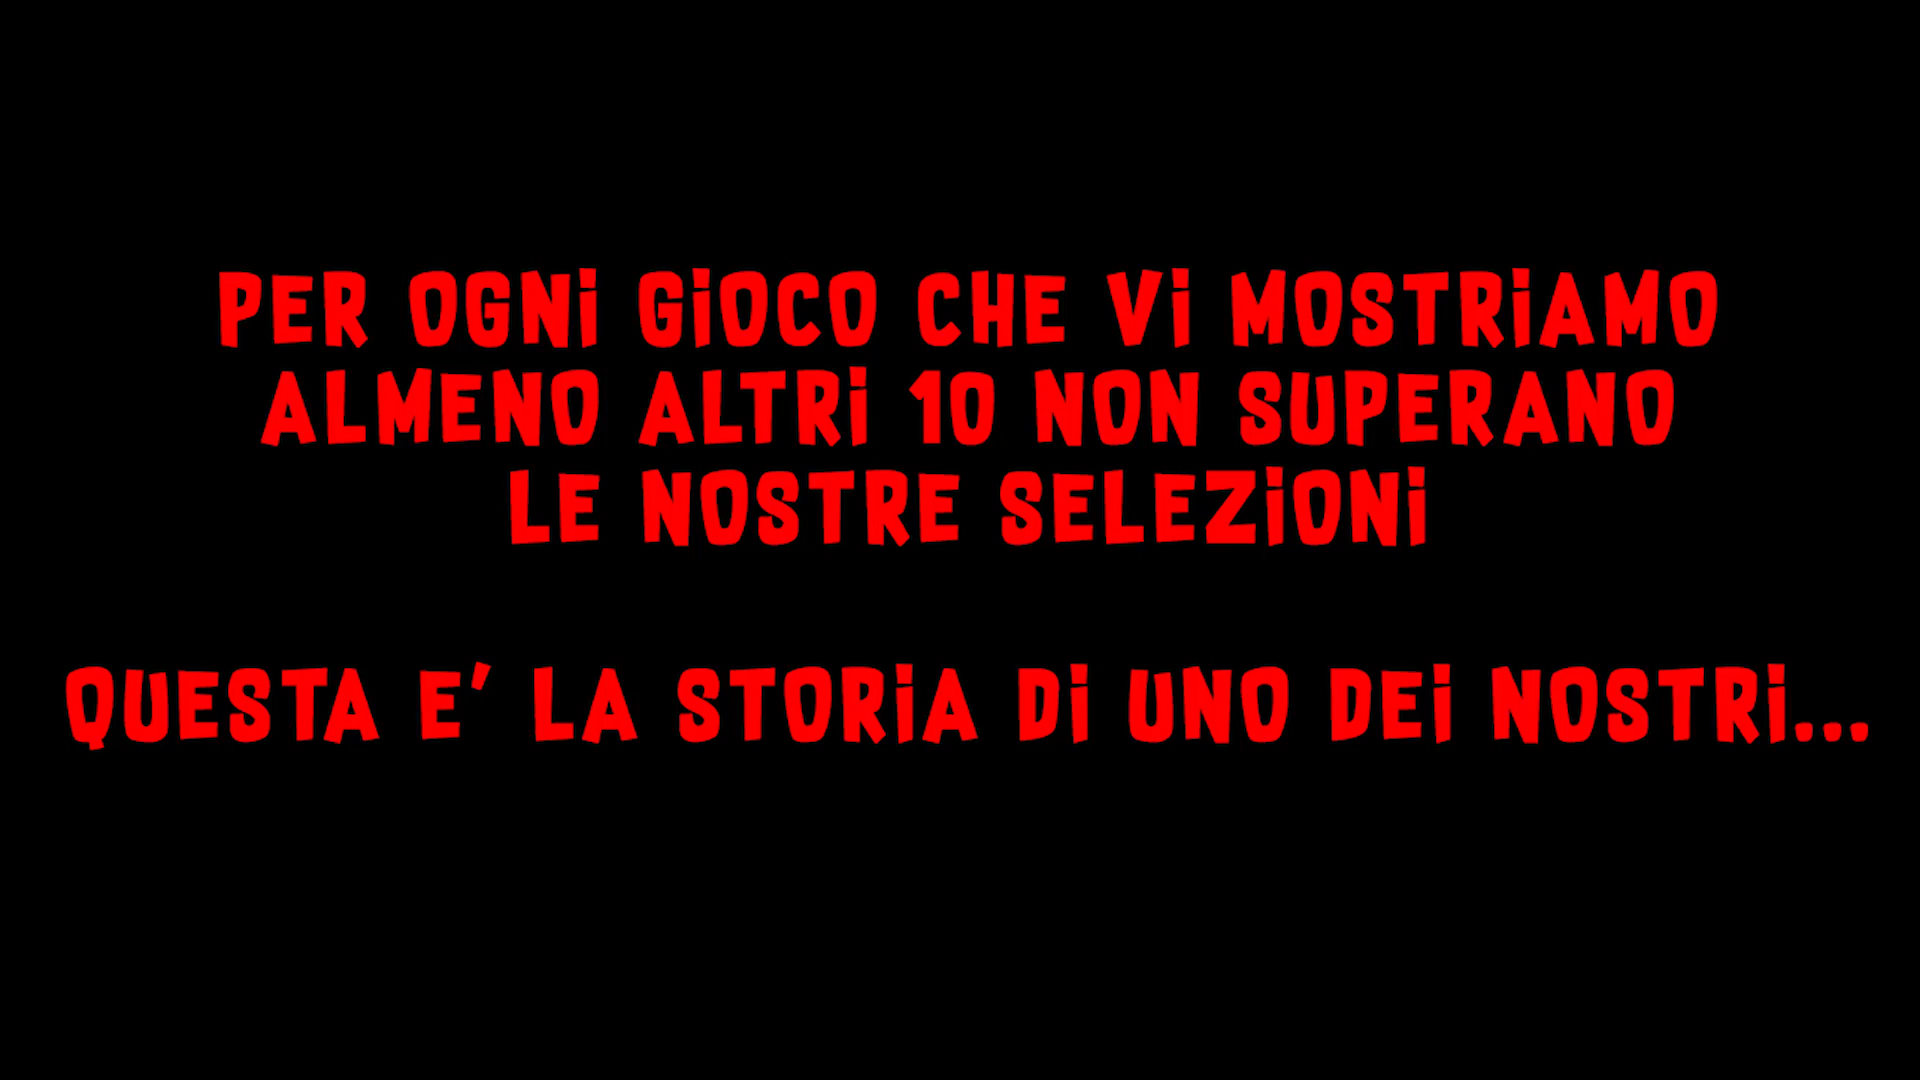 PER OGNI GIOCO CHE VI MOSTRIAMO
ALMENO ALTRI 10 NON SUPERANO
LE NOSTRE SELEZIONI
QUESTA E' LA STORIA DI UNO DEI NOSTRI...